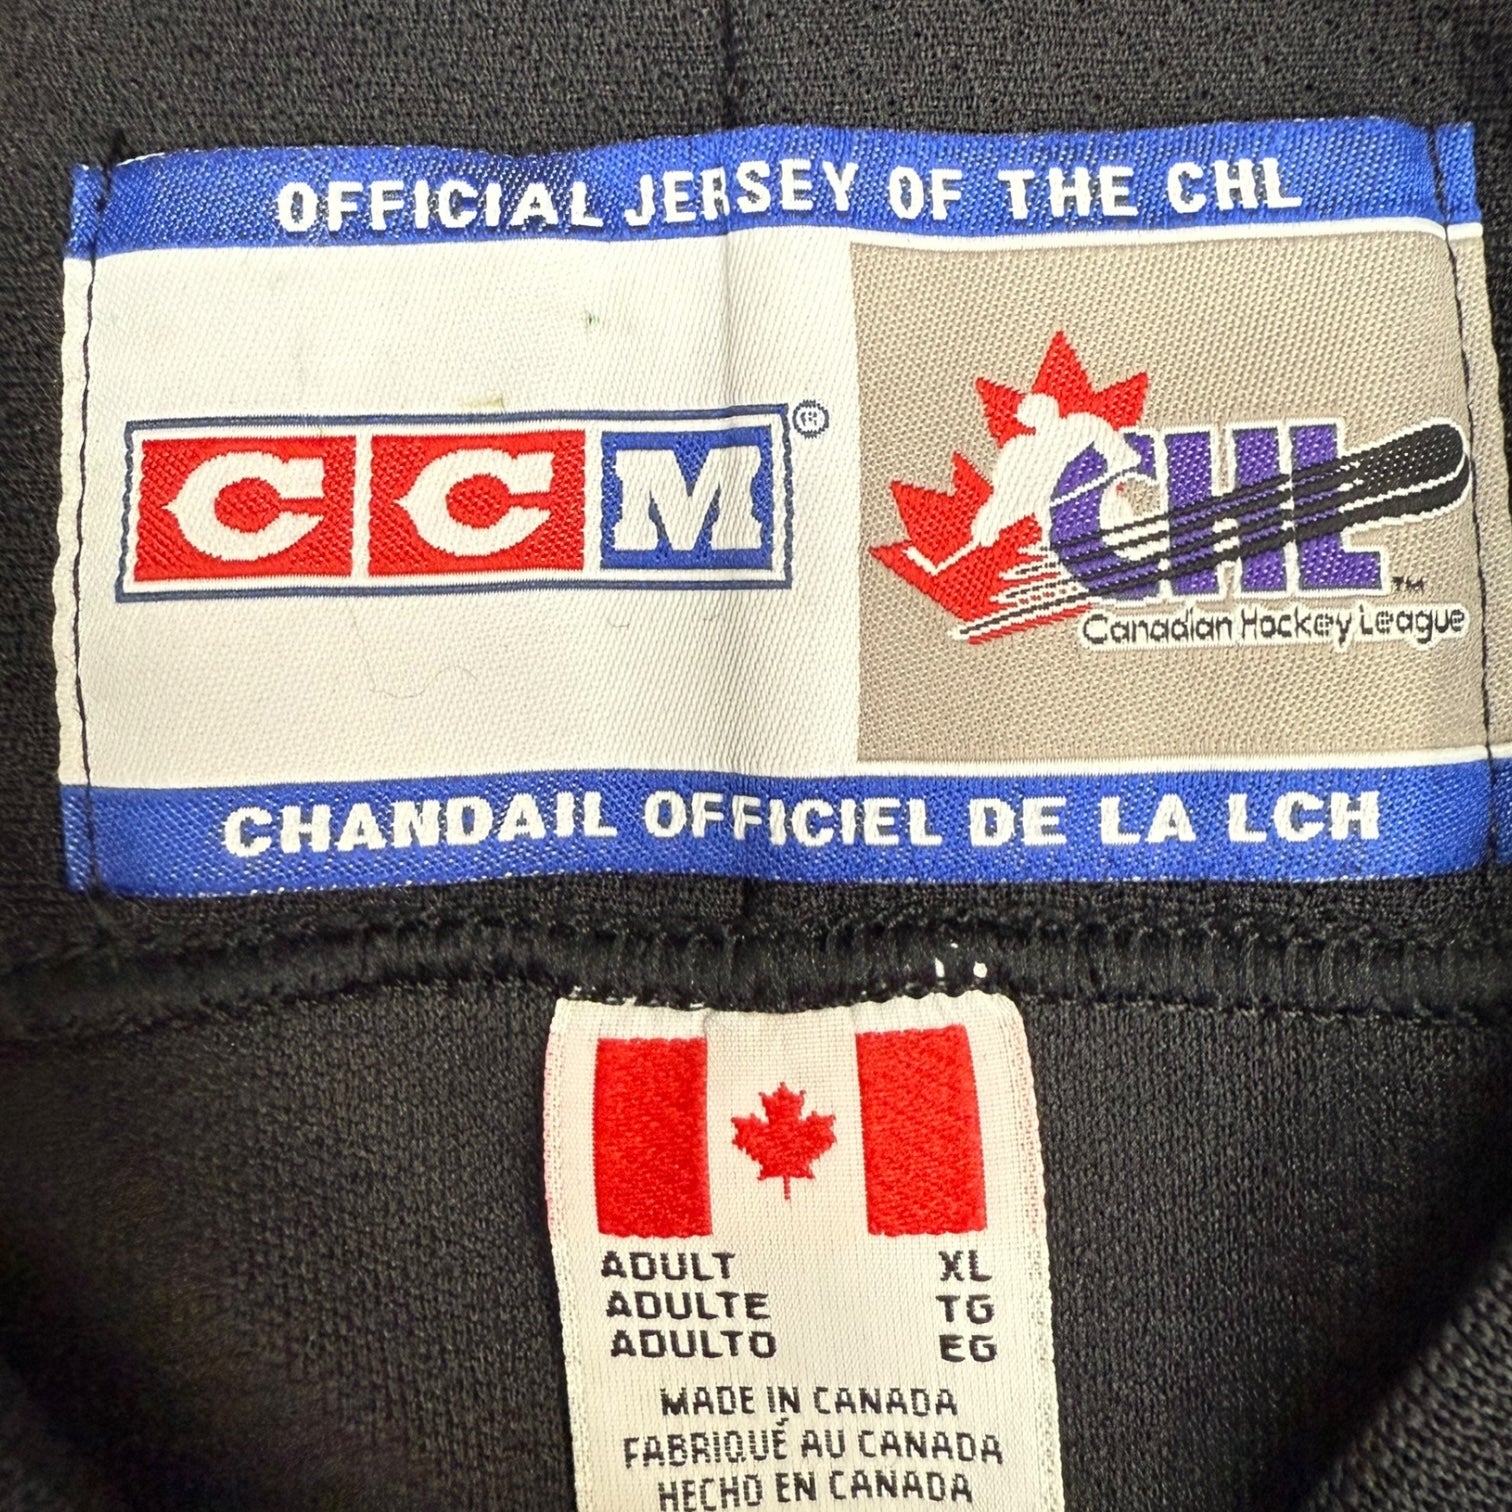 OFFICIAL JERSEY OF THE CHL
CCM®
CHL™
Canadian Hockey League
CHANDAIL OFFICIEL DE LA LCH
ADULT XL
ADULTE TG
ADULTO EG
MADE IN CANADA
FABRIQUÉ AU CANADA
HECHO EN CANADA